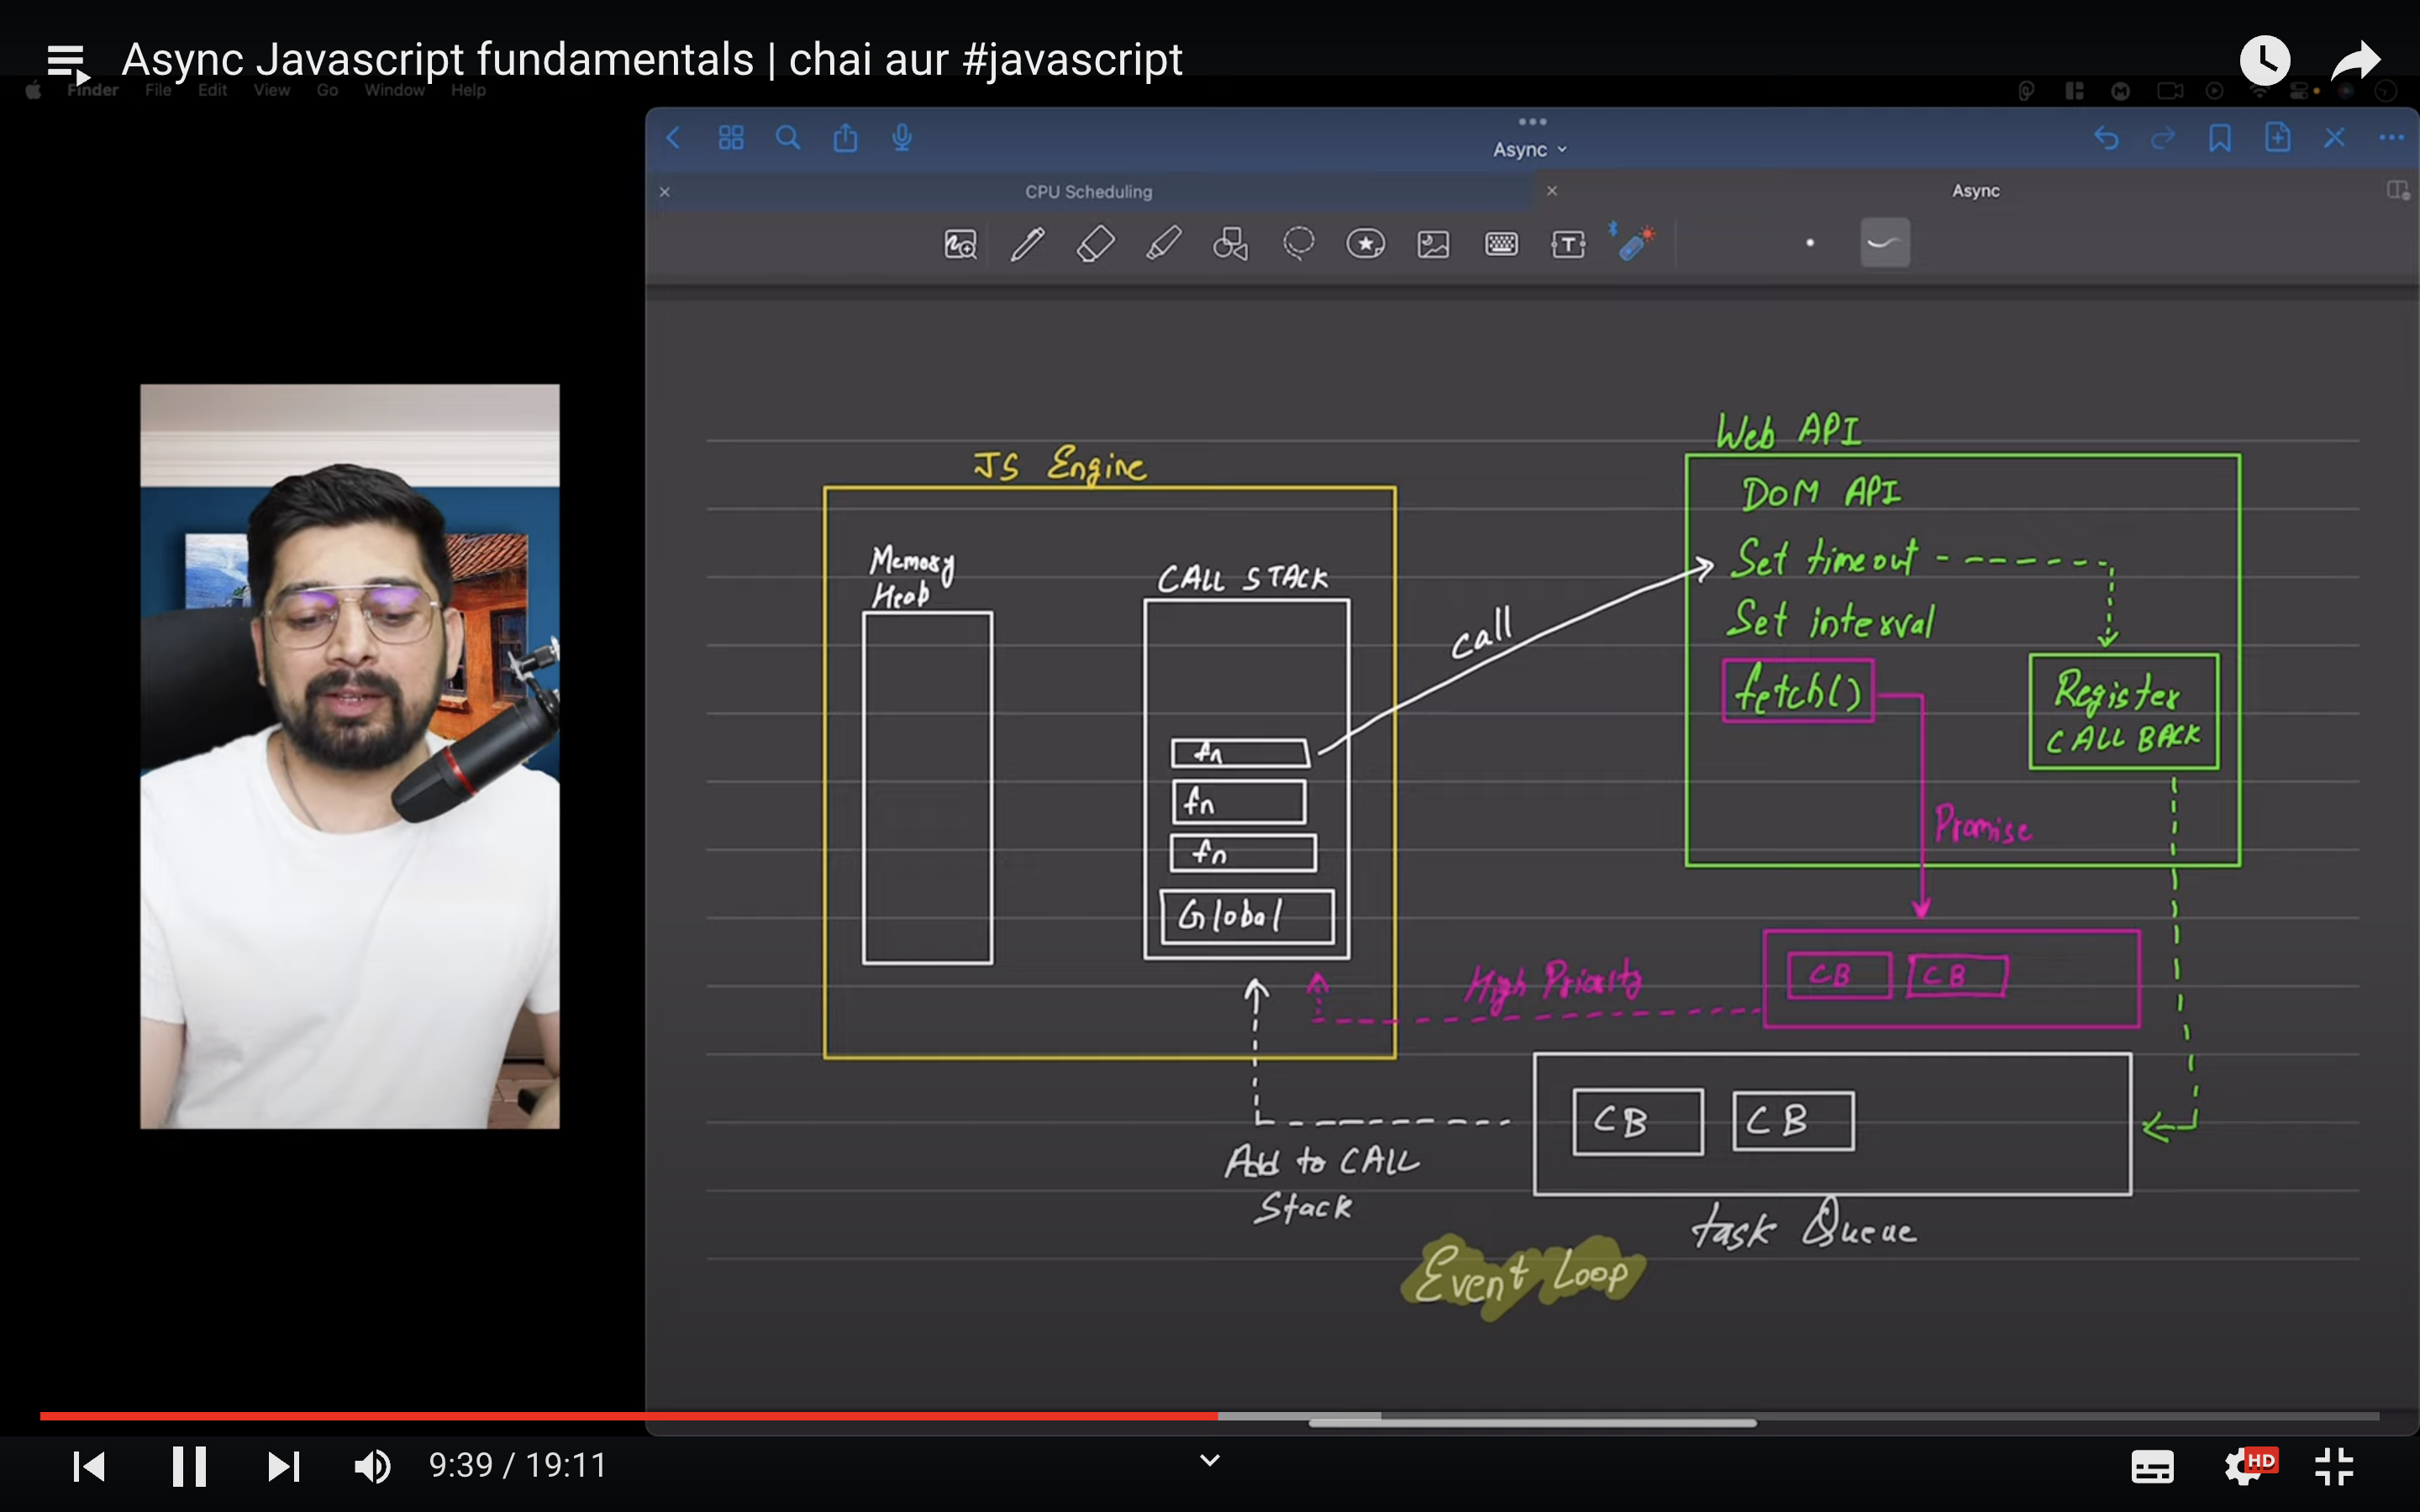 Async Javascript fundamentals | chai aur #javascript
Finder File Edit View Go Window Help
Async
CPU Scheduling
Async
T
Web API
JS Engine
DOM API
Memory
Heap
CALL STACK
Set timeout
Set interval
call
fetch()
Register
CALL BACK
fn
fn
fn
Promise
Global
High Priority
CB CB
CB CB
Add to CALL
Stack
task Queue
Event Loop
9:39 / 19:11
HD